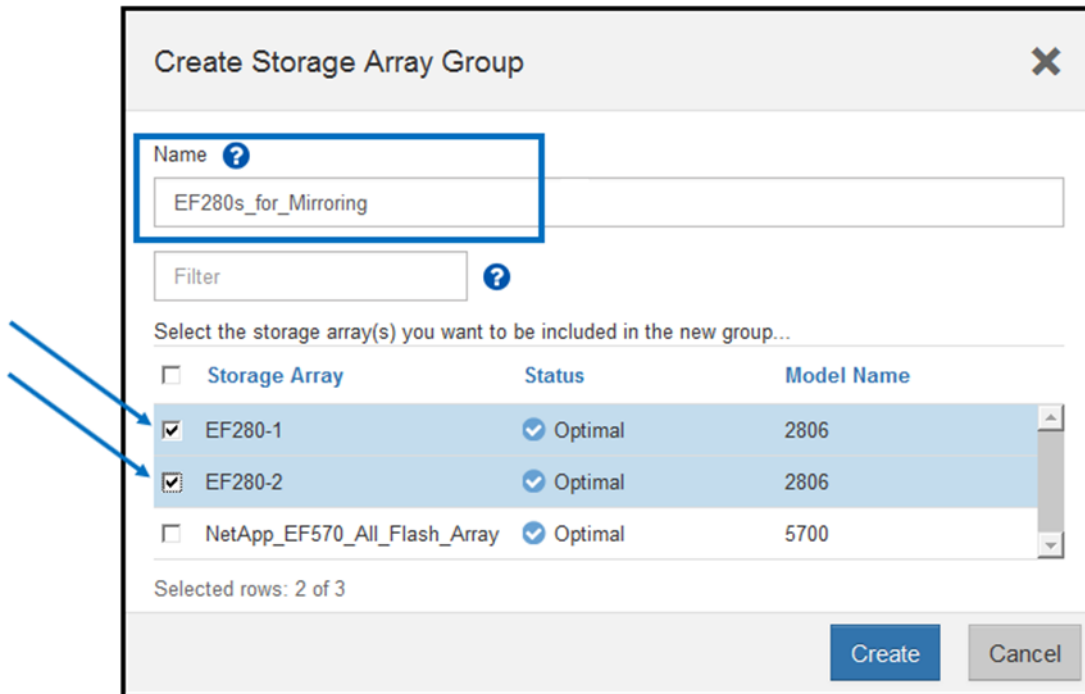 Create Storage Array Group
Name
EF280s_for_Mirroring
Filter
Select the storage array(s) you want to be included in the new group...
Storage Array Status Model Name
EF280-1 Optimal 2806
EF280-2 Optimal 2806
NetApp_EF570_All_Flash_Array Optimal 5700
Selected rows: 2 of 3
Create Cancel